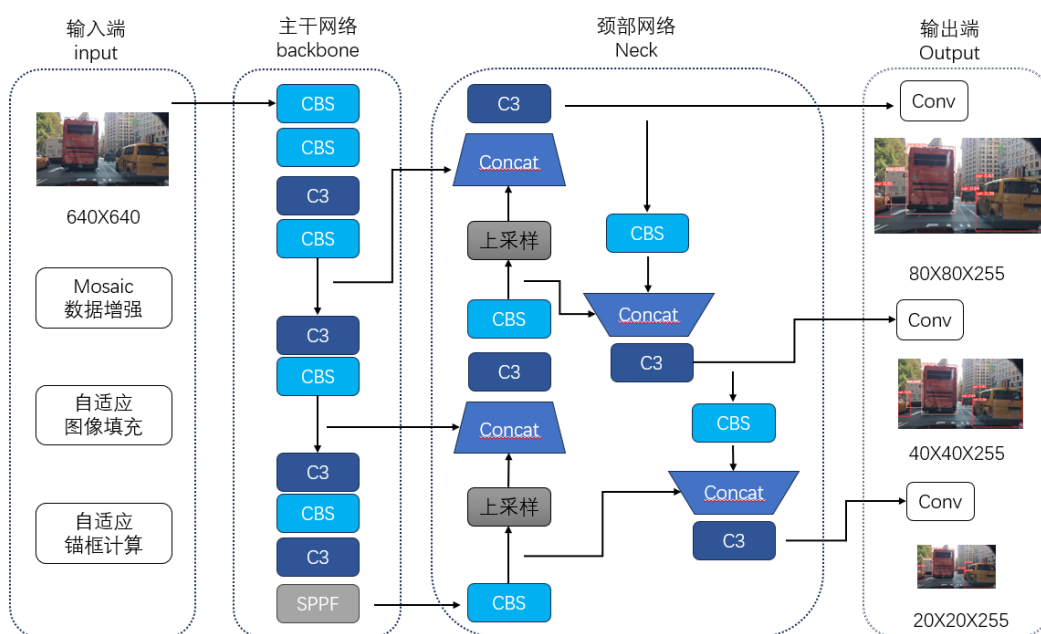 输入端
input
640X640
Mosaic
数据增强
自适应
图像填充
自适应
锚框计算
主干网络
backbone
CBS
CBS
C3
CBS
C3
CBS
C3
CBS
C3
SPPF
颈部网络
Neck
C3
Concat
上采样
CBS
C3
Concat
上采样
CBS
CBS
Concat
C3
CBS
Concat
C3
输出端
Output
Conv
80X80X255
Conv
40X40X255
Conv
20X20X255